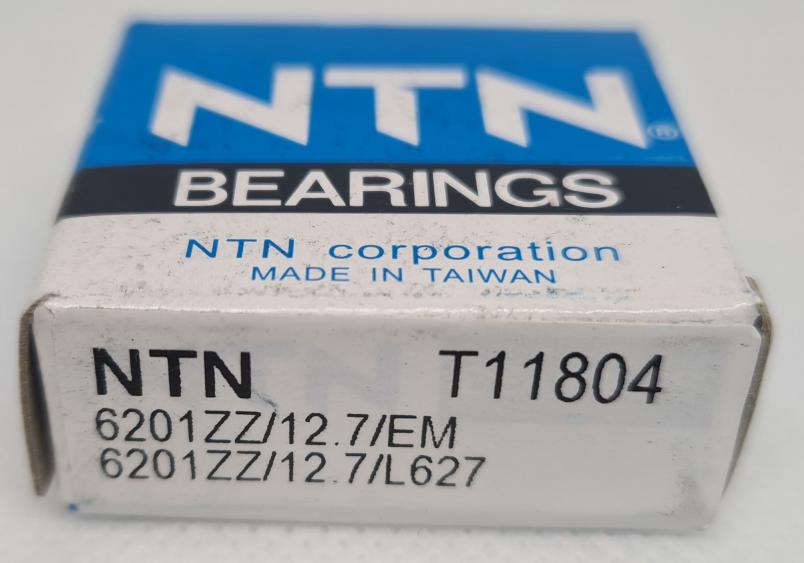 NTN®
BEARINGS
NTN corporation
MADE IN TAIWAN
NTN T11804
6201ZZ/12.7/EM
6201ZZ/12.7/L627